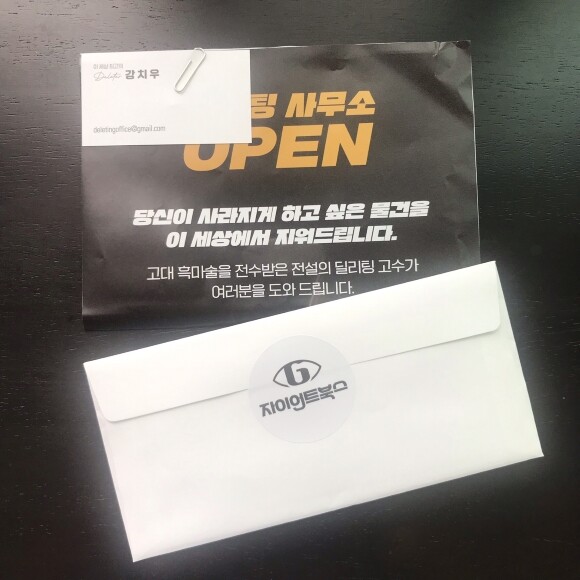 Deleter 강치우
deletingoffice@gmail.com
팅 사무소
OPEN
당신이 사라지게 하고 싶은 물건을
이 세상에서 지워드립니다.
고대 흑마술을 전수받은 전설의 딜리팅 고수가
여러분을 도와 드립니다.
G
자이언트북스